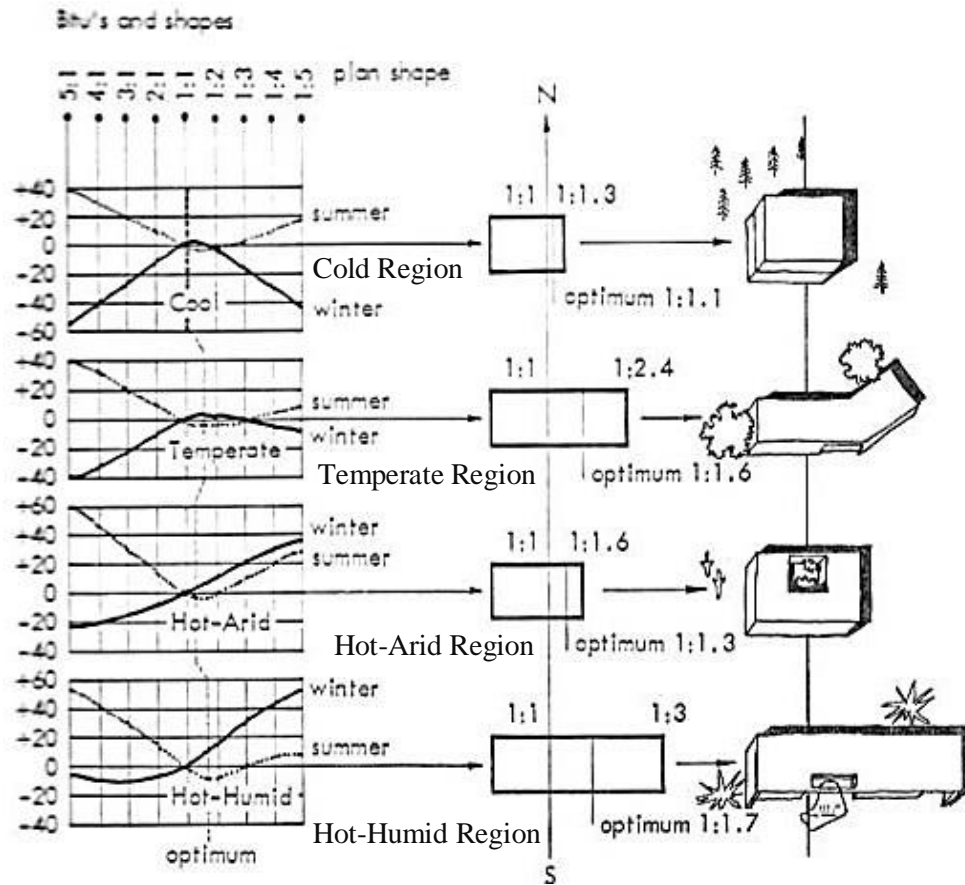 Btu's and shapes
5:1 4:1 3:1 2:1 1:1 1:2 1:3 1:4 1:5 plan shape
N
+40
+20
0
-20
-40
-60
summer
winter
Cool
Cold Region
1:1 1:1.3
optimum 1:1.1
+40
+20
0
-20
-40
summer
winter
Temperate
Temperate Region
1:1 1:2.4
optimum 1:1.6
+60
+40
+20
0
-20
-40
winter
summer
Hot-Arid
Hot-Arid Region
1:1 1:1.6
optimum 1:1.3
+60
+40
+20
0
-20
-40
winter
summer
Hot-Humid
Hot-Humid Region
1:1 1:3
optimum 1:1.7
optimum
S